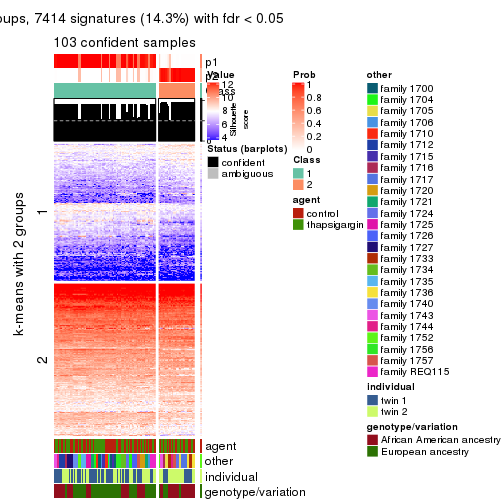 oups, 7414 signatures (14.3%) with fdr < 0.05
103 confident samples
p1
p2
Class
Silhouette
score
k-means with 2 groups
1
2
agent
other
individual
genotype/variation
Value
12
10
8
6
4
Status (barplots)
confident
ambiguous
Prob
1
0.8
0.6
0.4
0.2
0
Class
1
2
agent
control
thapsigargin
other
family 1700
family 1704
family 1705
family 1706
family 1710
family 1712
family 1715
family 1716
family 1717
family 1720
family 1721
family 1724
family 1725
family 1726
family 1727
family 1733
family 1734
family 1735
family 1736
family 1740
family 1743
family 1744
family 1752
family 1756
family 1757
family REQ115
individual
twin 1
twin 2
genotype/variation
African American ancestry
European ancestry